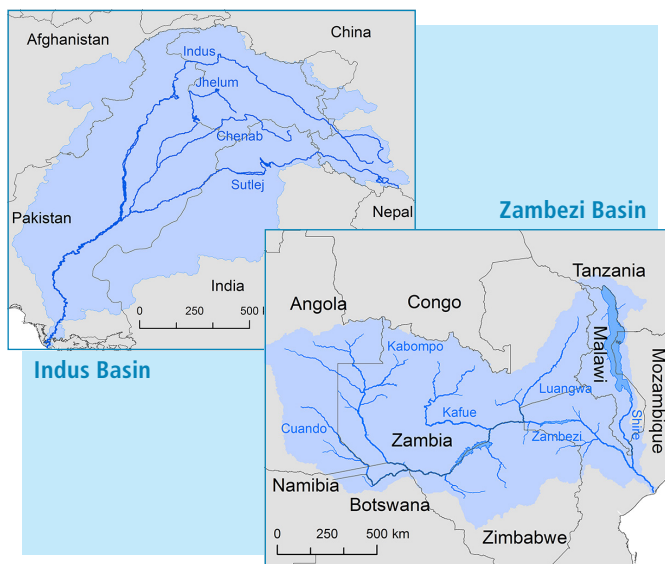 Afghanistan
China
Indus
Jhelum
Chenab
Sutlej
Pakistan
Nepal
India
0 250 500 K
Indus Basin
Zambezi Basin
Tanzania
Angola
Congo
Malawi
Mozambique
Kabompo
Luangwa
Kafue
Cuando
Zambia
Zambezi
Shire
Namibia
Botswana
Zimbabwe
0 250 500 km